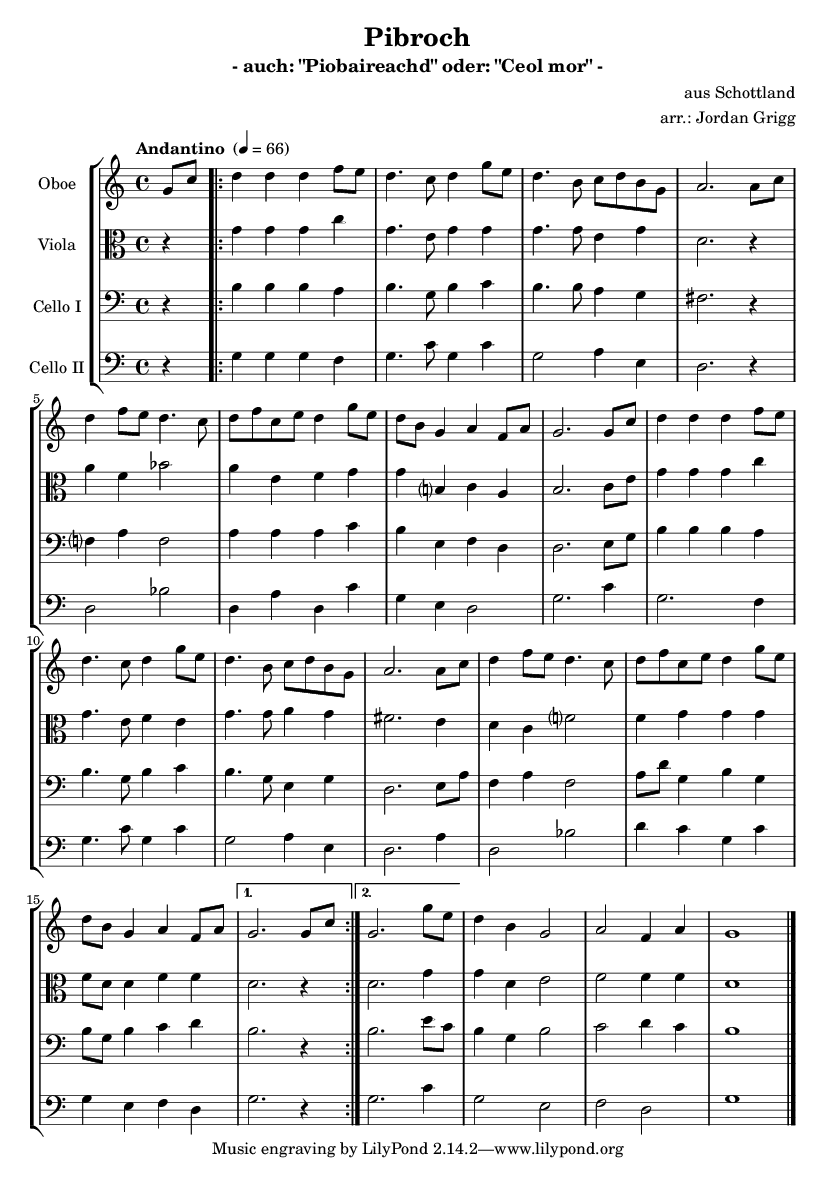 Pibroch
- auch: "Piobaireachd" oder: "Ceol mor" -
aus Schottland
arr.: Jordan Grigg
Andantino (♩ = 66)
Oboe
Viola
Cello I
Cello II
5
10
15
1.
2.
Music engraving by LilyPond 2.14.2—www.lilypond.org